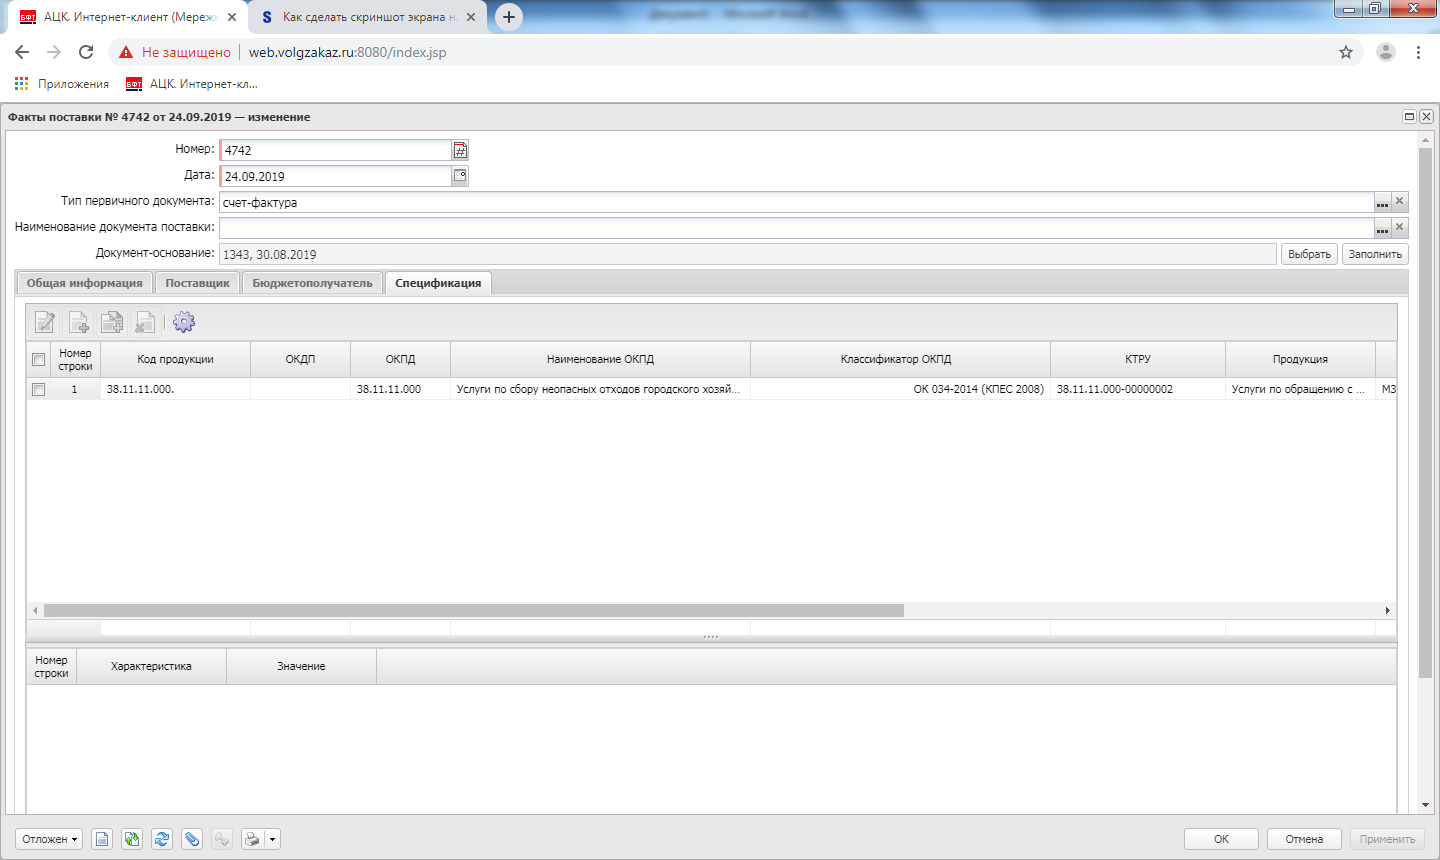 АЦК. Интернет-клиент (Мереж
Как сделать скриншот экрана н
Не защищено
web.volgzakaz.ru:8080/index.jsp
Приложения
БФТ
АЦК. Интернет-кл...
Факты поставки № 4742 от 24.09.2019 — изменение
Номер: 4742
Дата: 24.09.2019
Тип первичного документа: счет-фактура
Наименование документа поставки:
Документ-основание: 1343, 30.08.2019 Выбрать Заполнить
Общая информация Поставщик Бюджетополучатель Спецификация
Номер строки Код продукции ОКДП ОКПД Наименование ОКПД Классификатор ОКПД КТРУ Продукция
1 38.11.11.000. 38.11.11.000 Услуги по сбору неопасных отходов городского хозяй... ОК 034-2014 (КПЕС 2008) 38.11.11.000-00000002 Услуги по обращению с ... М3
Номер строки Характеристика Значение
Отложен ОК Отмена Применить